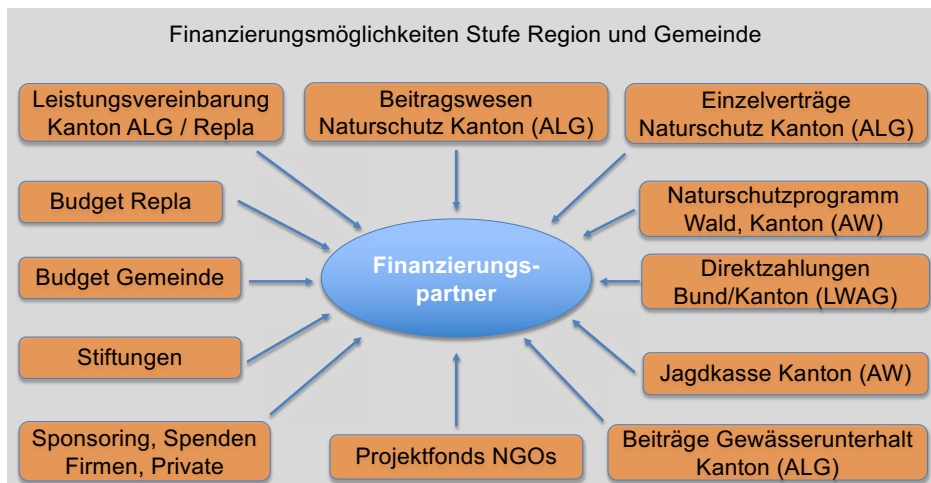 Finanzierungsmöglichkeiten Stufe Region und Gemeinde
Leistungsvereinbarung
Kanton ALG / Repla
Beitragswesen
Naturschutz Kanton (ALG)
Einzelverträge
Naturschutz Kanton (ALG)
Budget Repla
Naturschutzprogramm
Wald, Kanton (AW)
Budget Gemeinde
Finanzierungs-
partner
Direktzahlungen
Bund/Kanton (LWAG)
Stiftungen
Jagdkasse Kanton (AW)
Sponsoring, Spenden
Firmen, Private
Projektfonds NGOs
Beiträge Gewässerunterhalt
Kanton (ALG)